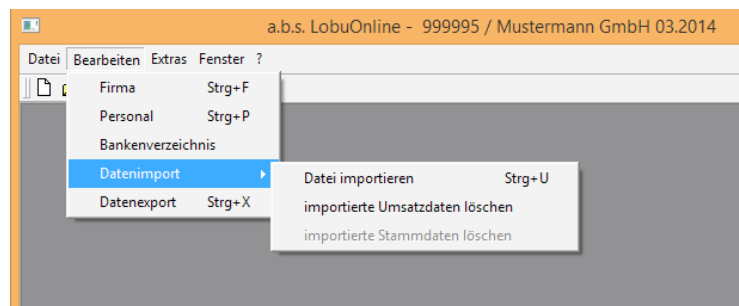 a.b.s. LobuOnline - 999995 / Mustermann GmbH 03.2014
Datei Bearbeiten Extras Fenster ?
Firma Strg+F
Personal Strg+P
Bankenverzeichnis
Datenimport
Datei importieren Strg+U
Datenexport Strg+X
importierte Umsatzdaten löschen
importierte Stammdaten löschen